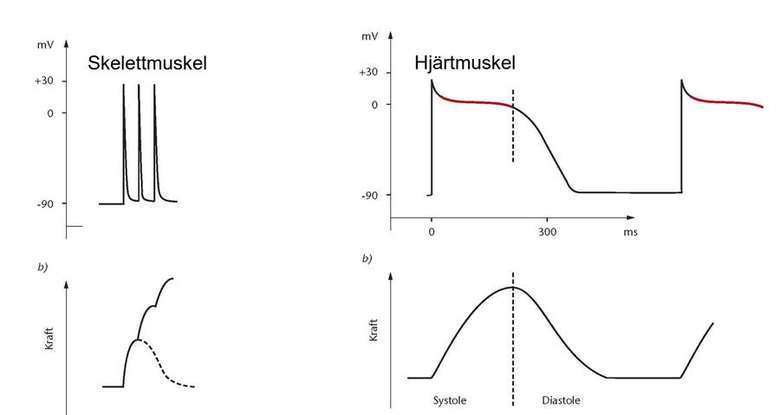 mV
Skelettmuskel
+30
0
-90
b)
Kraft
mV
Hjärtmuskel
+30
0
-90
0
300
ms
b)
Kraft
Systole
Diastole